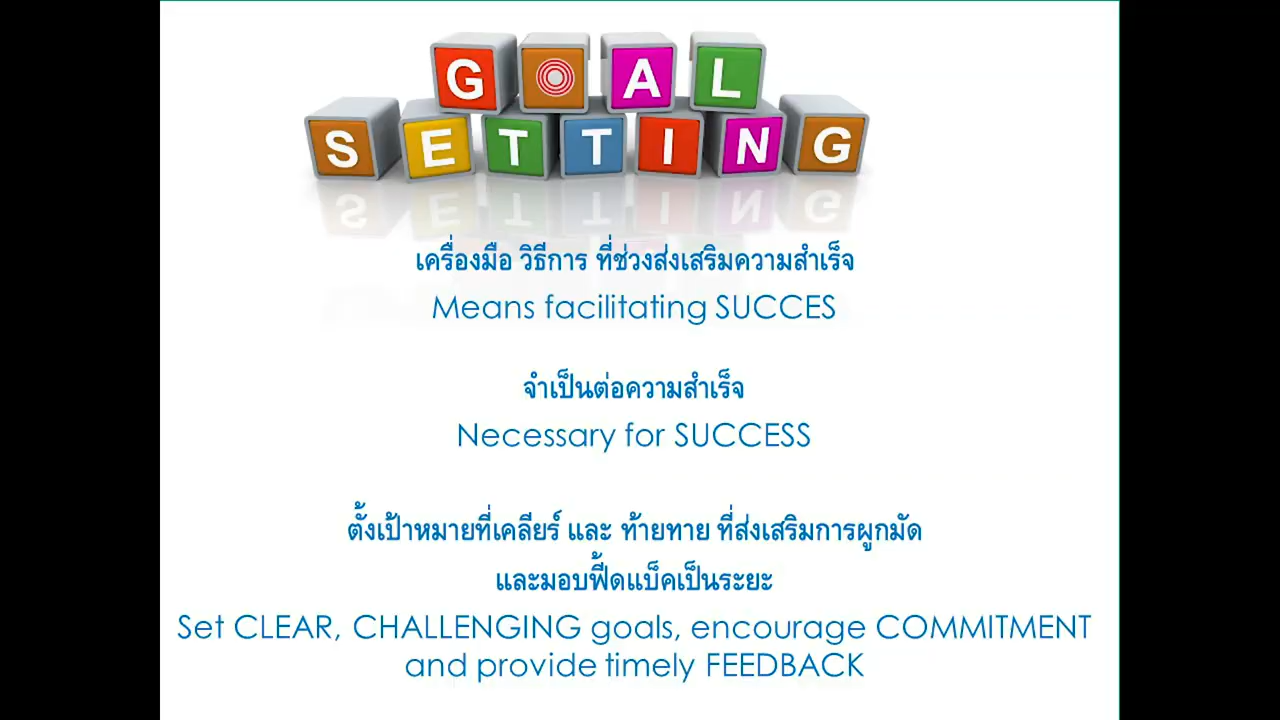 GOAL
SETTING
เครื่องมือ วิธีการ ที่ช่วงส่งเสริมความสำเร็จ
Means facilitating SUCCES
จำเป็นต่อความสำเร็จ
Necessary for SUCCESS
ตั้งเป้าหมายที่เคลียร์ และ ท้ายทาย ที่ส่งเสริมการผูกมัด
และมอบฟี้ดแบ็คเป็นระยะ
Set CLEAR, CHALLENGING goals, encourage COMMITMENT
and provide timely FEEDBACK